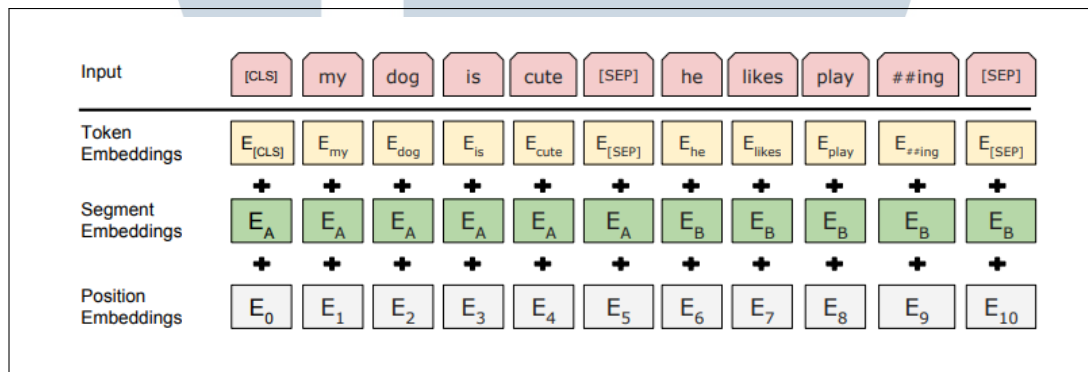 Input [CLS] my dog is cute [SEP] he likes play ##ing [SEP]
Token
Embeddings
E[CLS] Emy Edog Eis Ecute E[SEP] Ehe Elikes Eplay E##ing E[SEP]
+ + + + + + + + + + +
Segment
Embeddings
EA EA EA EA EA EA EB EB EB EB EB
+ + + + + + + + + + +
Position
Embeddings
E0 E1 E2 E3 E4 E5 E6 E7 E8 E9 E10